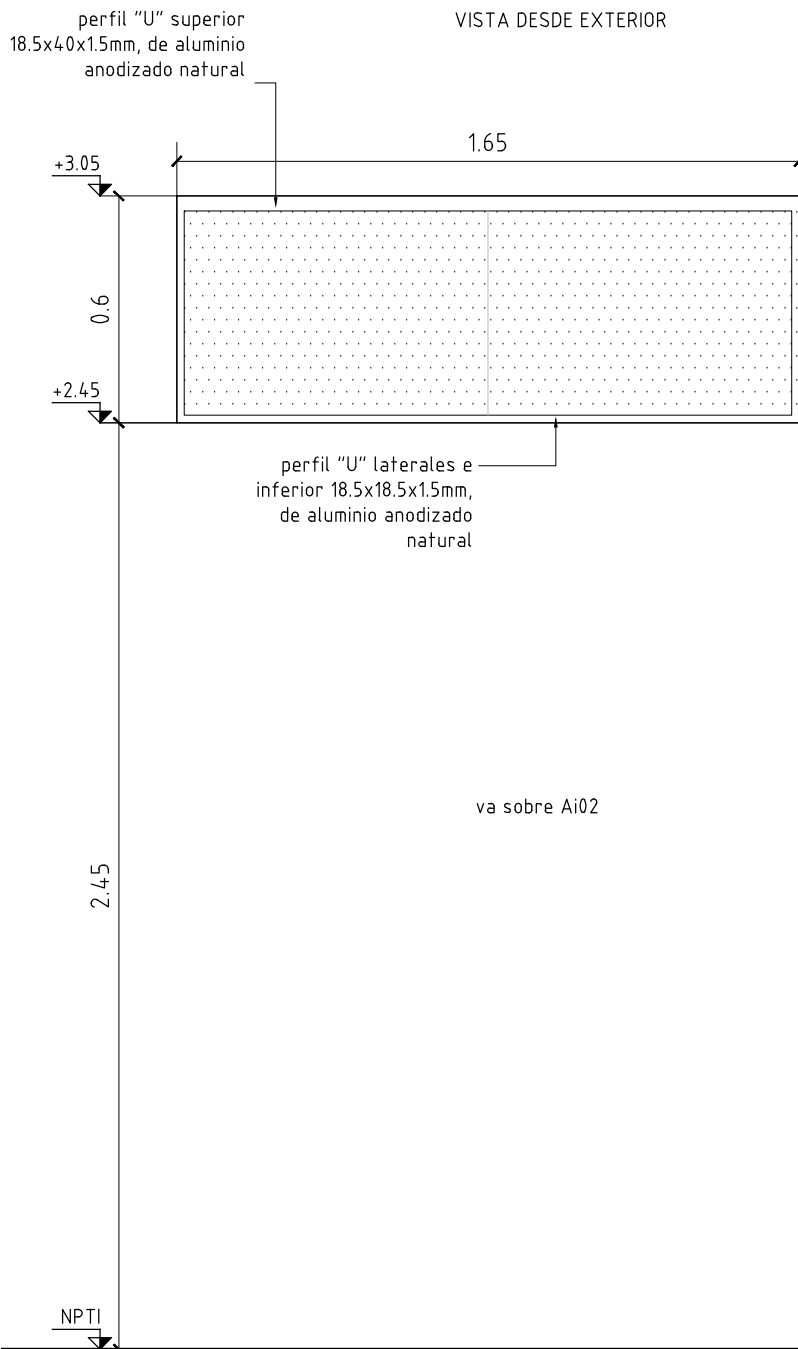 perfil "U" superior
18.5x40x1.5mm, de aluminio
anodizado natural
VISTA DESDE EXTERIOR
1.65
+3.05
0.6
+2.45
perfil "U" laterales e
inferior 18.5x18.5x1.5mm,
de aluminio anodizado
natural
va sobre Ai02
2.45
NPTI